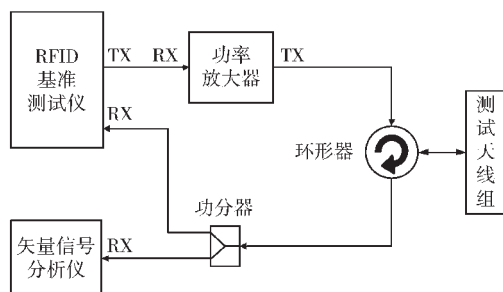 RFID
基准
测试仪
TX
RX
功率
放大器
TX
RX
环形器
测
试
天
线
组
功分器
矢量信号
分析仪
RX